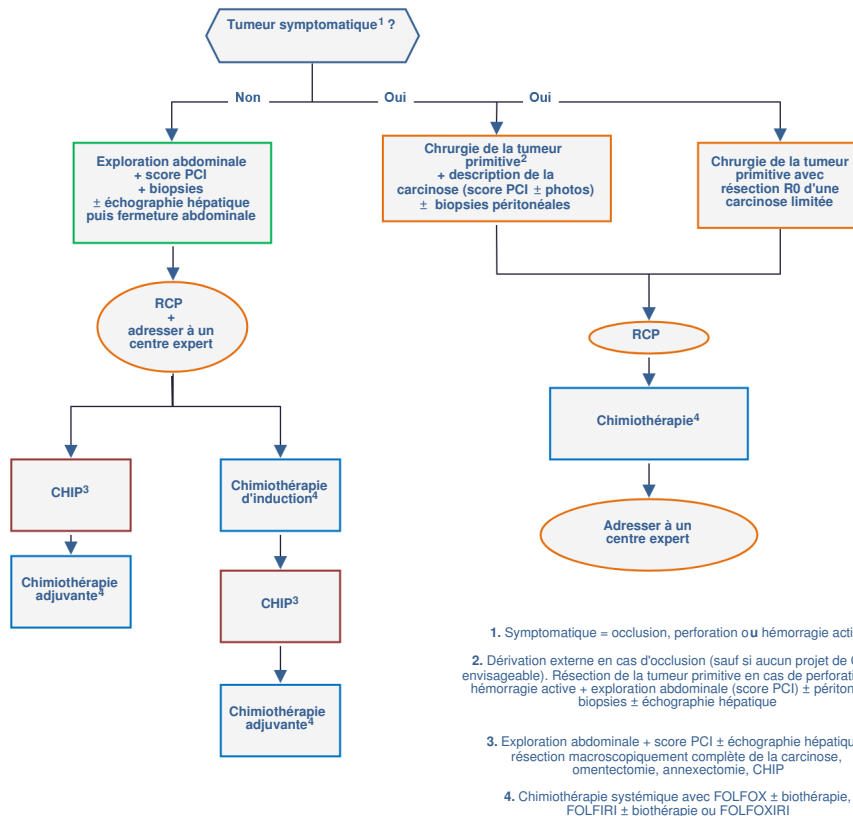 Tumeur symptomatique1 ?
Non
Oui
Oui
Exploration abdominale
+ score PCI
+ biopsies
± échographie hépatique
puis fermeture abdominale
Chrurgie de la tumeur
primitive2
+ description de la
carcinose (score PCI ± photos)
± biopsies péritonéales
Chrurgie de la tumeur
primitive avec
résection R0 d'une
carcinose limitée
RCP
+
adresser à un
centre expert
RCP
Chimiothérapie4
Adresser à un
centre expert
CHIP3
Chimiothérapie
d'induction4
Chimiothérapie
adjuvante4
CHIP3
Chimiothérapie
adjuvante4
1. Symptomatique = occlusion, perforation ou hémorragie acti
2. Dérivation externe en cas d'occlusion (sauf si aucun projet de
envisageable). Résection de la tumeur primitive en cas de perforati
hémorragie active + exploration abdominale (score PCI) ± périton
biopsies ± échographie hépatique
3. Exploration abdominale + score PCI ± échographie hépatiqu
résection macroscopiquement complète de la carcinose,
omentectomie, annexectomie, CHIP
4. Chimiothérapie systémique avec FOLFOX ± biothérapie,
FOLFIRI ± biothérapie ou FOLFOXIRI